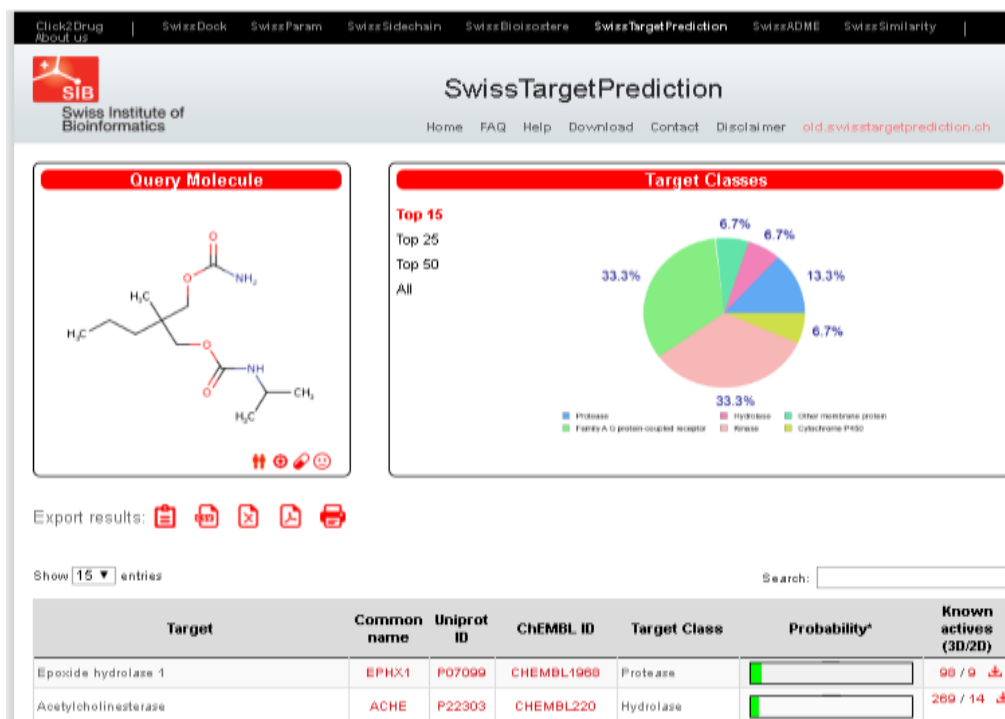 Click2Drug | SwissDock SwissParam SwissSidechain SwissBioisostere SwissTargetPrediction SwissADME SwissSimilarity |
About us
SIB
Swiss Institute of
Bioinformatics
SwissTargetPrediction
Home FAQ Help Download Contact Disclaimer old.swisstargetprediction.ch
Query Molecule
O
O
NH₂
H₃C
H₃C
O
O
NH
CH₃
H₃C
Target Classes
Top 15
Top 25
Top 50
All
6.7%
6.7%
33.3%
13.3%
6.7%
33.3%
Protease Hydrolase Other membrane protein
Family A G protein-coupled receptor Kinase Cytochrome P450
Export results:
Show 15 entries
Search:
Target Common name Uniprot ID ChEMBL ID Target Class Probability* Known actives (3D/2D)
Epoxide hydrolase 1 EPHX1 P07099 CHEMBL1968 Protease 98 / 9
Acetylcholinesterase ACHE P22303 CHEMBL220 Hydrolase 269 / 14